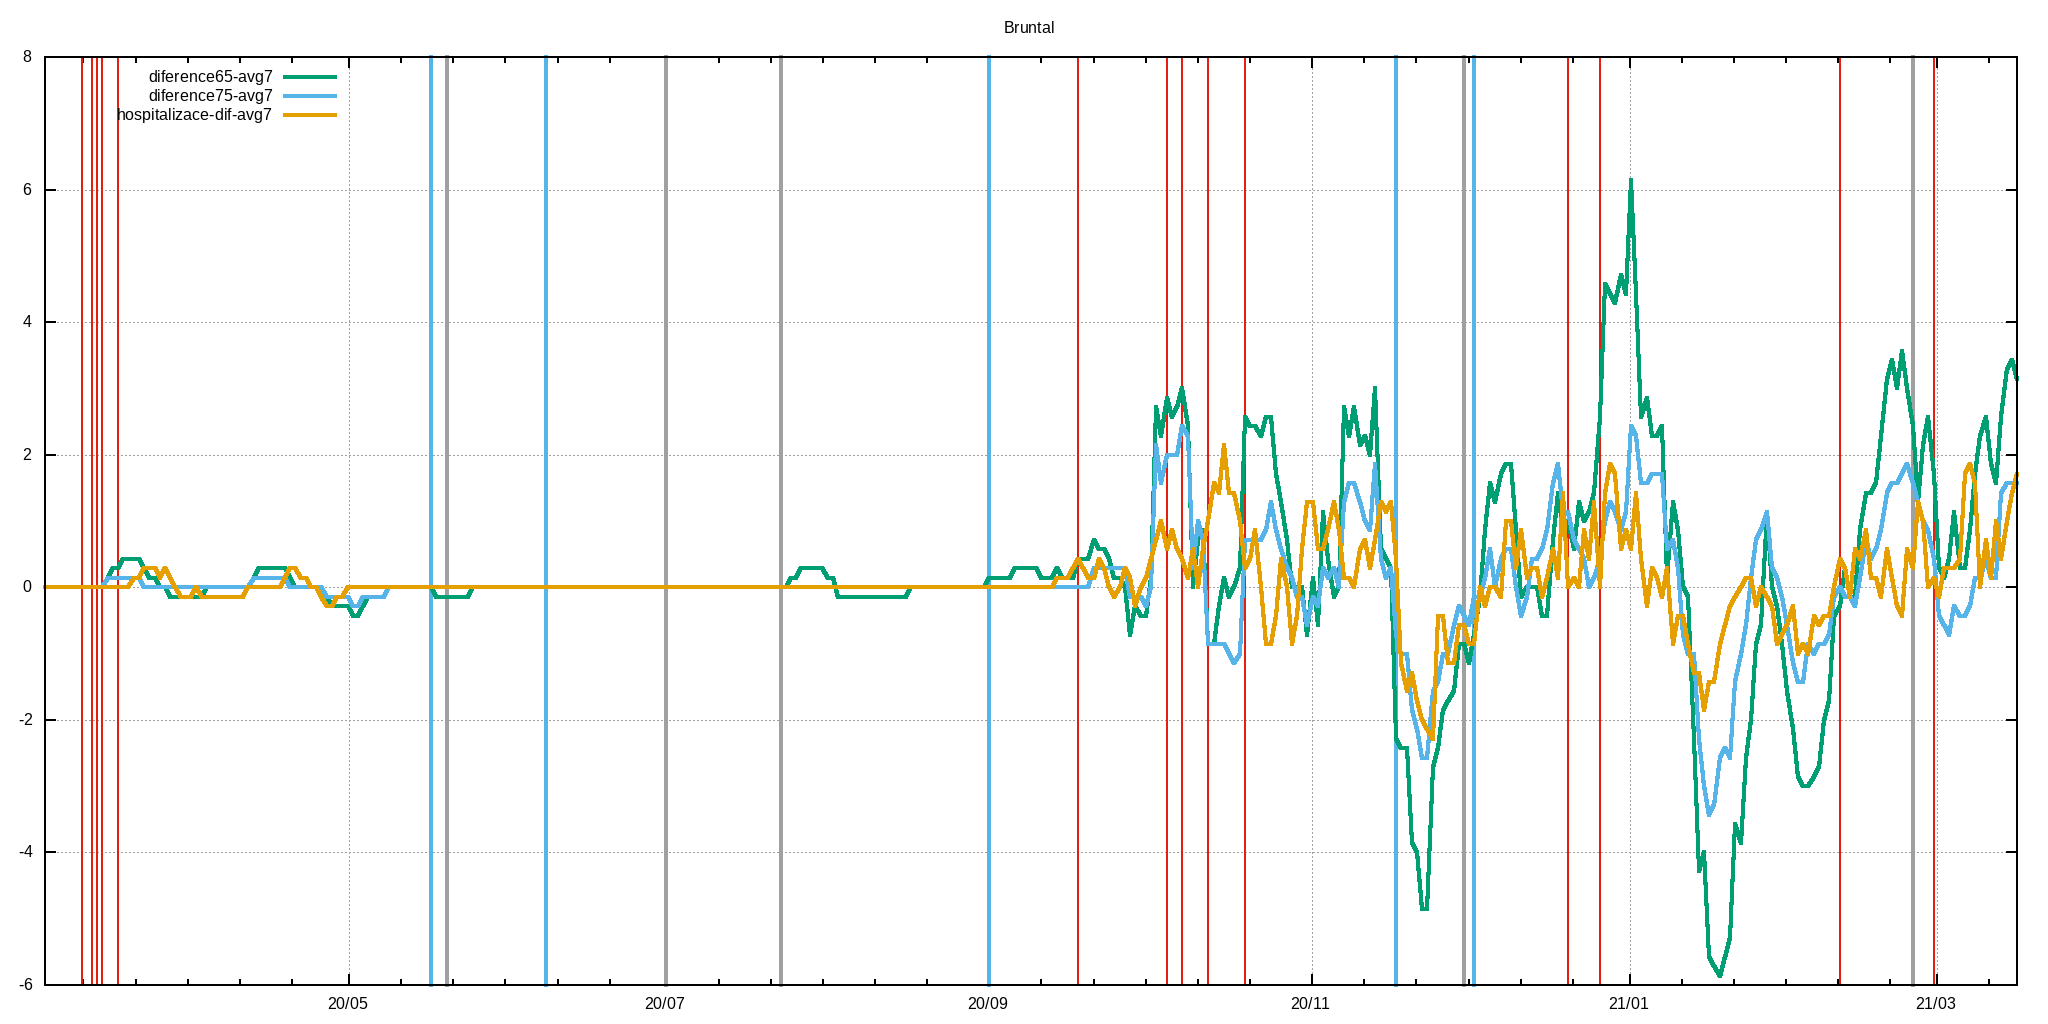 Bruntal
diference65-avg7
diference75-avg7
hospitalizace-dif-avg7
8
6
4
2
0
-2
-4
-6
20/05 20/07 20/09 20/11 21/01 21/03